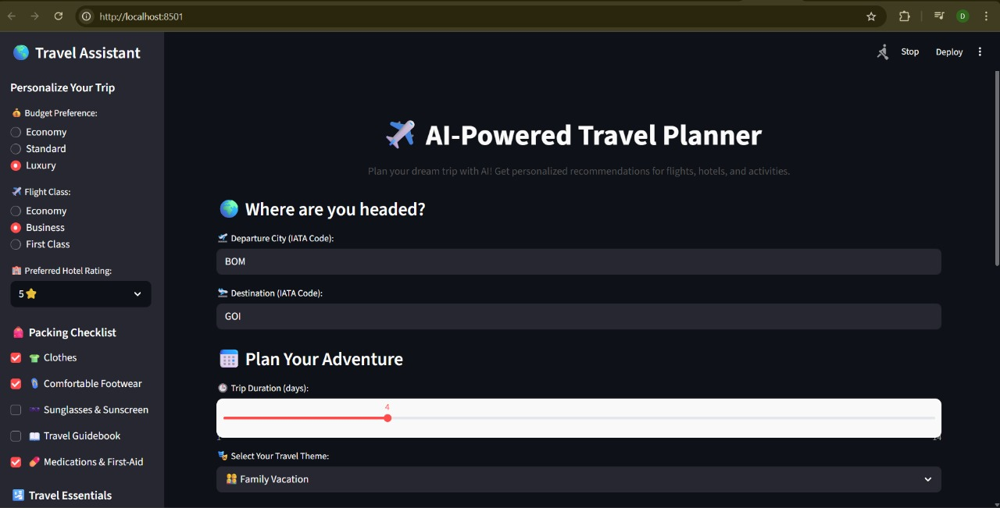 http://localhost:8501
D
Travel Assistant
Personalize Your Trip
Budget Preference:
Economy
Standard
Luxury
Flight Class:
Economy
Business
First Class
Preferred Hotel Rating:
5
Packing Checklist
Clothes
Comfortable Footwear
Sunglasses & Sunscreen
Travel Guidebook
Medications & First-Aid
Travel Essentials
Stop
Deploy
AI-Powered Travel Planner
Plan your dream trip with AI! Get personalized recommendations for flights, hotels, and activities.
Where are you headed?
Departure City (IATA Code):
BOM
Destination (IATA Code):
GOI
Plan Your Adventure
Trip Duration (days):
4
1
14
Select Your Travel Theme:
Family Vacation